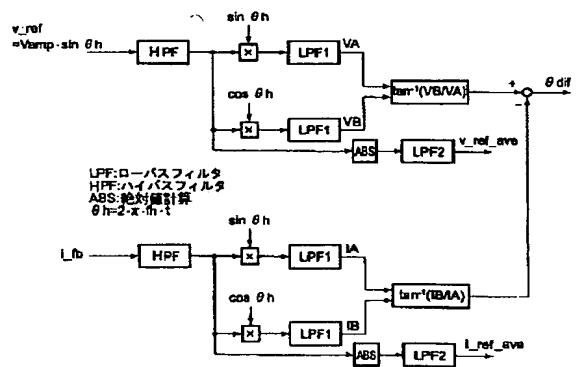 v_ref
=Vamp·sin θh
HPF
sin θh
×
LPF1
VA
cos θh
×
LPF1
VB
tan⁻¹(VB/VA)
+
−
θdif
ABS
LPF2
v_ref_ave
LPF:ローパスフィルタ
HPF:ハイパスフィルタ
ABS:絶対値計算
θh=2·π·fh·t
i_fb
HPF
sin θh
×
LPF1
IA
cos θh
×
LPF1
IB
tan⁻¹(IB/IA)
ABS
LPF2
i_ref_ave